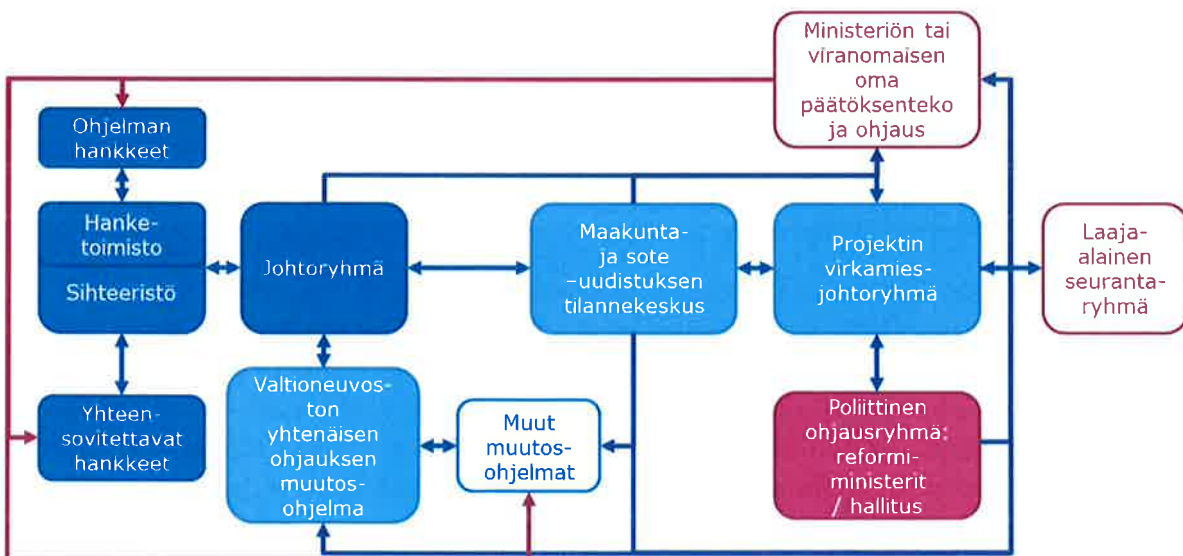 Ministeriön tai
viranomaisen
oma
päätöksenteko
ja ohjaus
Ohjelman
hankkeet
Hanke-
toimisto
Sihteeristö
Johtoryhmä
Maakunta-
ja sote
–uudistuksen
tilannekeskus
Projektin
virkamies-
johtoryhmä
Laaja-
alainen
seuranta-
ryhmä
Yhteen-
sovitettavat
hankkeet
Valtioneuvos-
ton
yhtenäisen
ohjauksen
muutos-
ohjelma
Muut
muutos-
ohjelmat
Poliittinen
ohjausryhmä:
reformi-
ministerit
/ hallitus